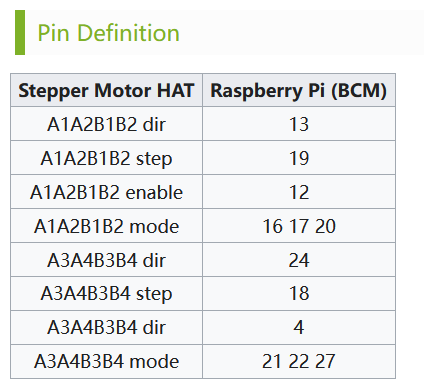 Pin Definition
Stepper Motor HAT Raspberry Pi (BCM)
A1A2B1B2 dir 13
A1A2B1B2 step 19
A1A2B1B2 enable 12
A1A2B1B2 mode 16 17 20
A3A4B3B4 dir 24
A3A4B3B4 step 18
A3A4B3B4 dir 4
A3A4B3B4 mode 21 22 27